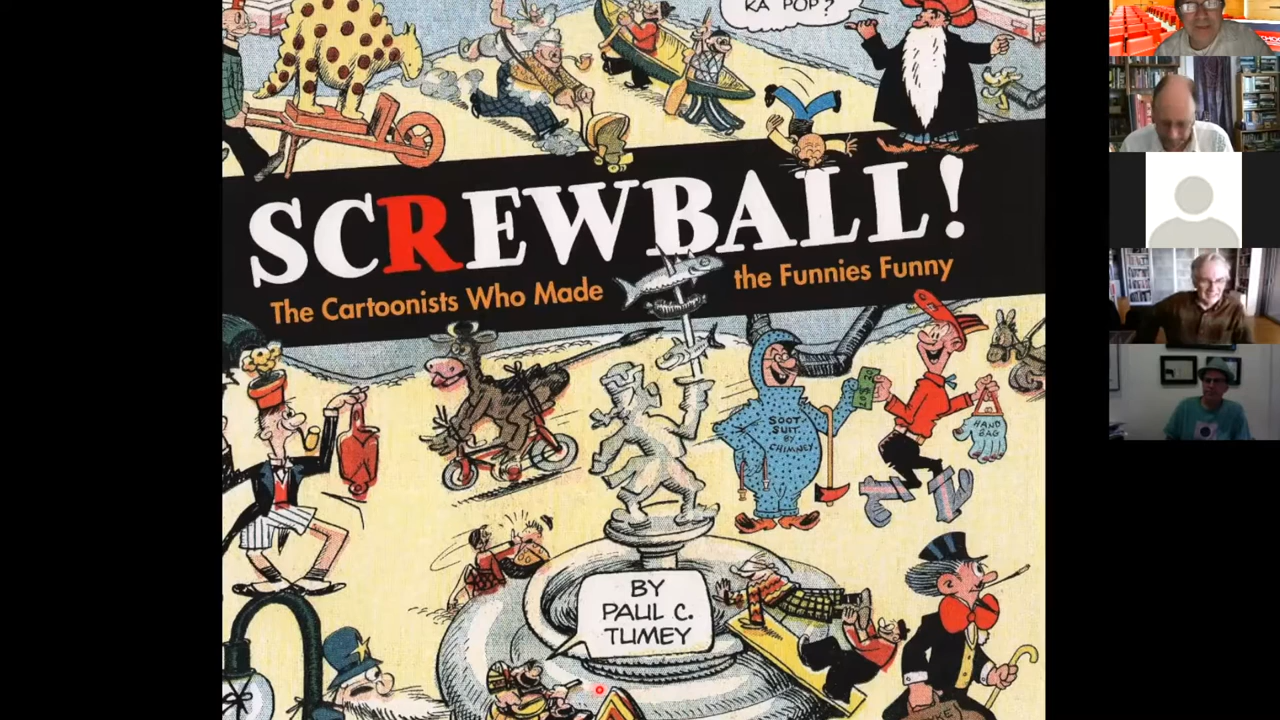 KA POP?
SCREWBALL!
The Cartoonists Who Made the Funnies Funny
SOOT
SUIT
BY
CHIMNEY
HAND
BAG
BY
PAUL C.
TUMEY